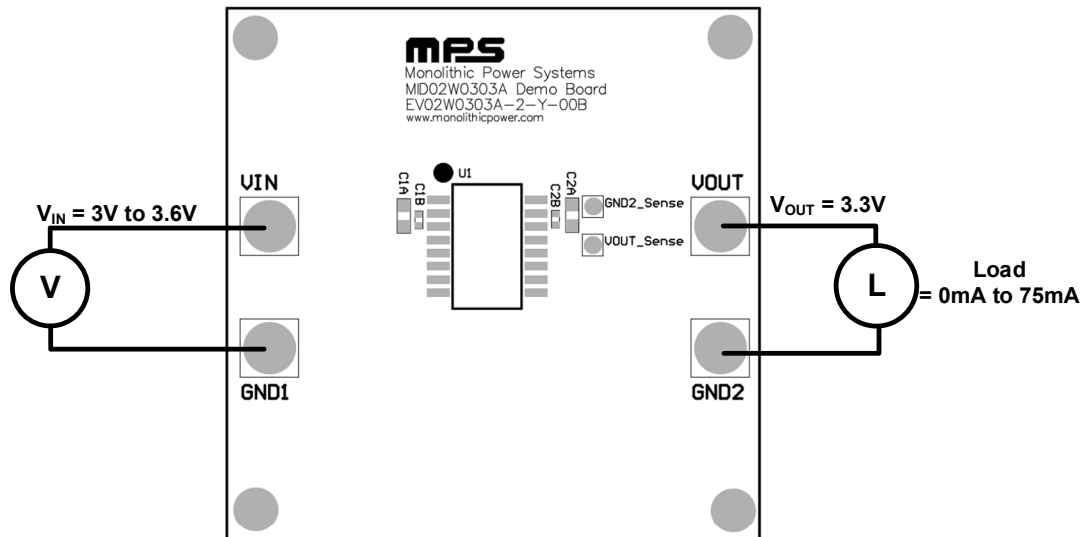 mps
Monolithic Power Systems
MID02W0303A Demo Board
EV02W0303A-2-Y-00B
www.monolithicpower.com
VIN
C1A
C1B
U1
C2B
C2A
GND2_Sense
VOUT_Sense
VOUT
VIN = 3V to 3.6V
VOUT = 3.3V
V
L
Load
= 0mA to 75mA
GND1
GND2